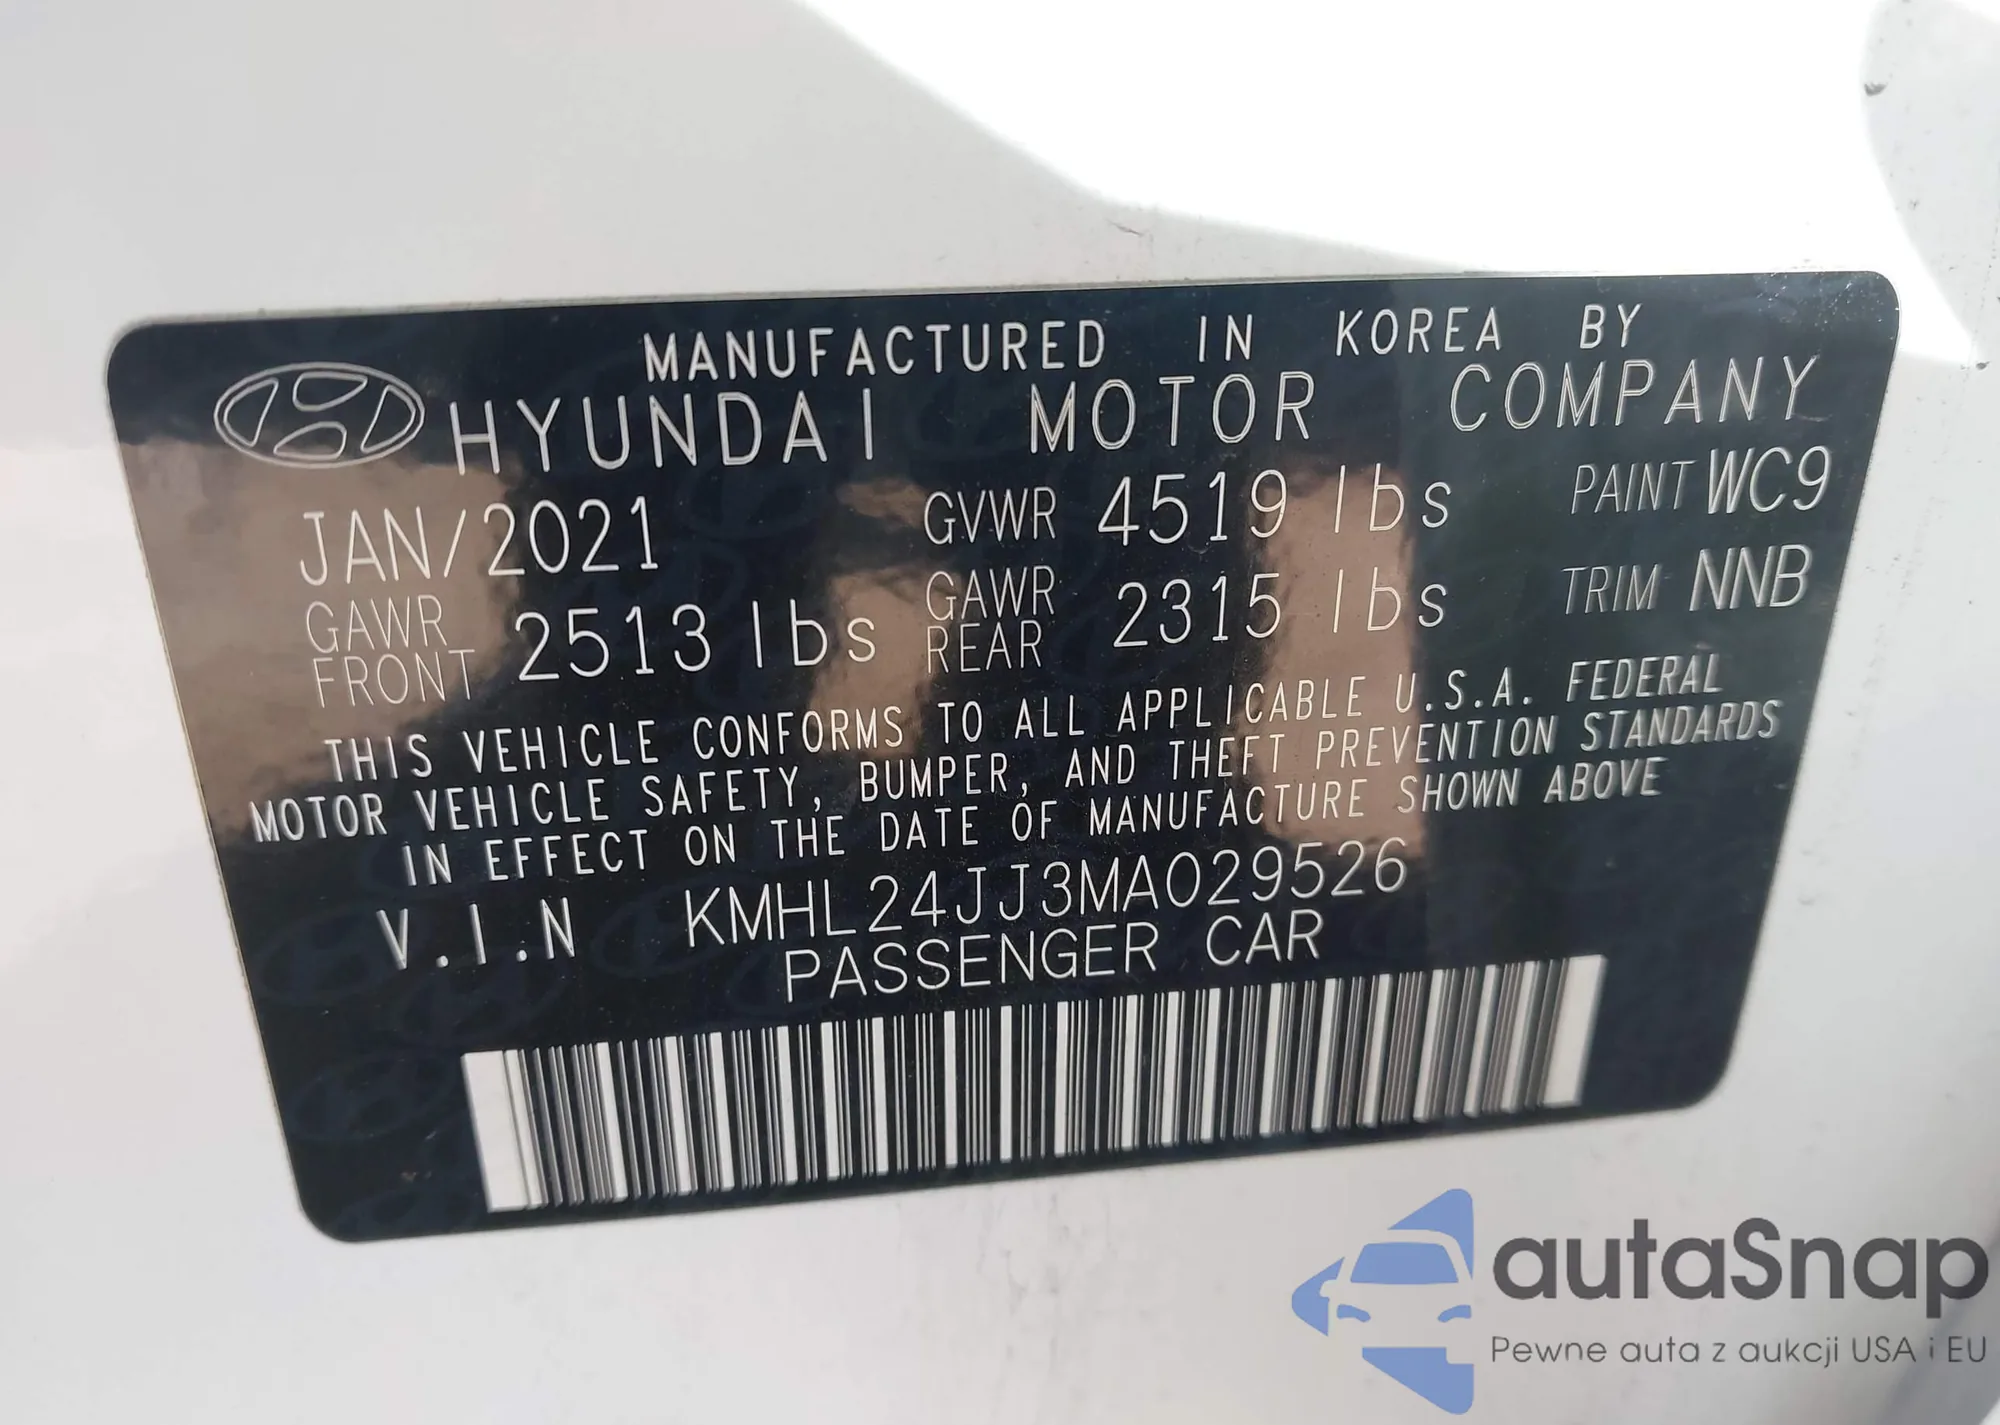 MANUFACTURED IN KOREA BY
HYUNDAI MOTOR COMPANY
JAN/2021 GVWR 4519 lbs PAINT WC9
GAWR FRONT 2513 lbs GAWR REAR 2315 lbs TRIM NNB
THIS VEHICLE CONFORMS TO ALL APPLICABLE U.S.A. FEDERAL
MOTOR VEHICLE SAFETY, BUMPER, AND THEFT PREVENTION STANDARDS
IN EFFECT ON THE DATE OF MANUFACTURE SHOWN ABOVE
V.I.N KMHL24JJ3MA029526
PASSENGER CAR
autaSnap
Pewne auta z aukcji USA i EU